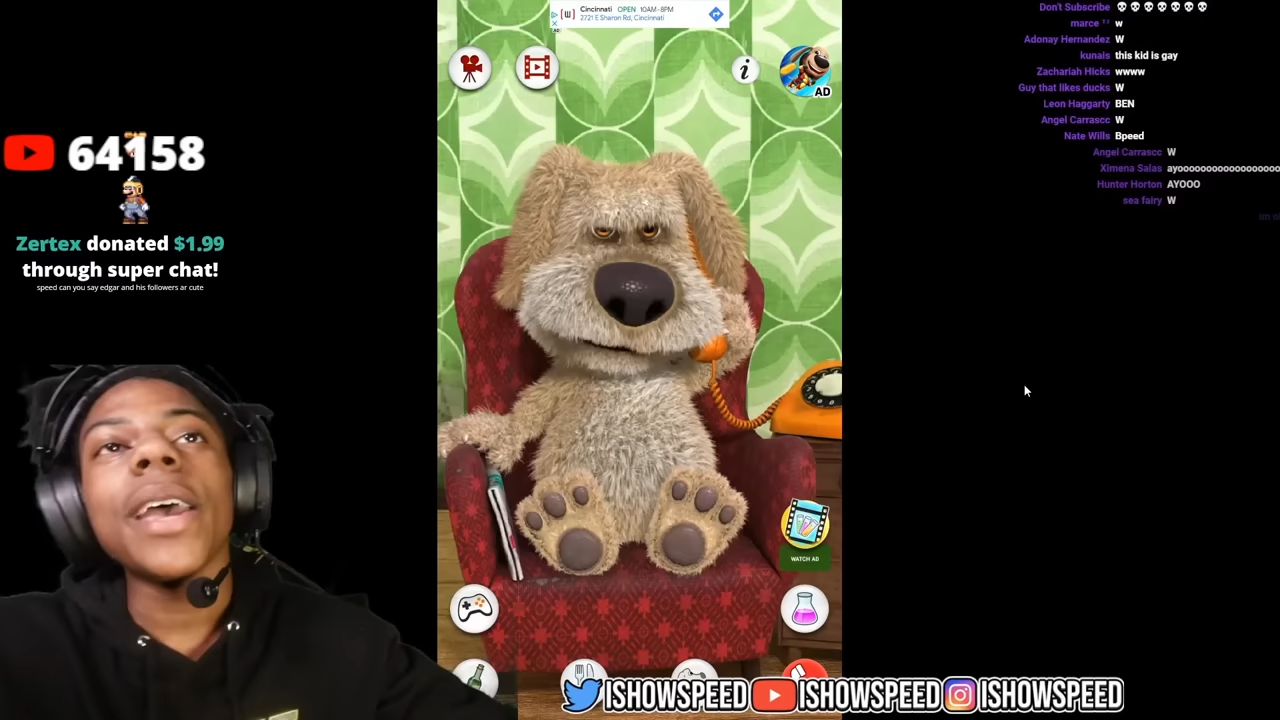 Cincinnati OPEN 10AM–8PM
2721 E Sharon Rd, Cincinnati
AD
AD
64158
Zertex donated $1.99
through super chat!
speed can you say edgar and his followers ar cute
Don't Subscribe 💀💀💀💀💀💀💀
marce w
Adonay Hernandez W
kunais this kid is gay
Zachariah Hicks wwww
Guy that likes ducks W
Leon Haggarty BEN
Angel Carrascc W
Nate Wills Bpeed
Angel Carrascc W
Ximena Salas ayooooooooooooooooo
Hunter Horton AYOOO
sea fairy W
WATCH AD
ISHOWSPEED ISHOWSPEED ISHOWSPEED